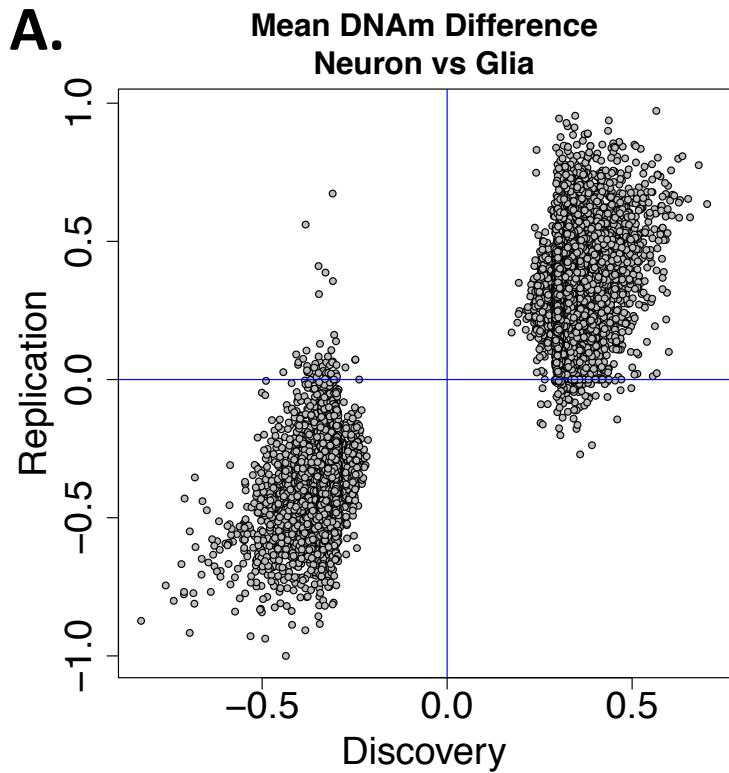 A.
Mean DNAm Difference
Neuron vs Glia
Replication
1.0
0.5
0.0
−0.5
−1.0
−0.5
0.0
0.5
Discovery